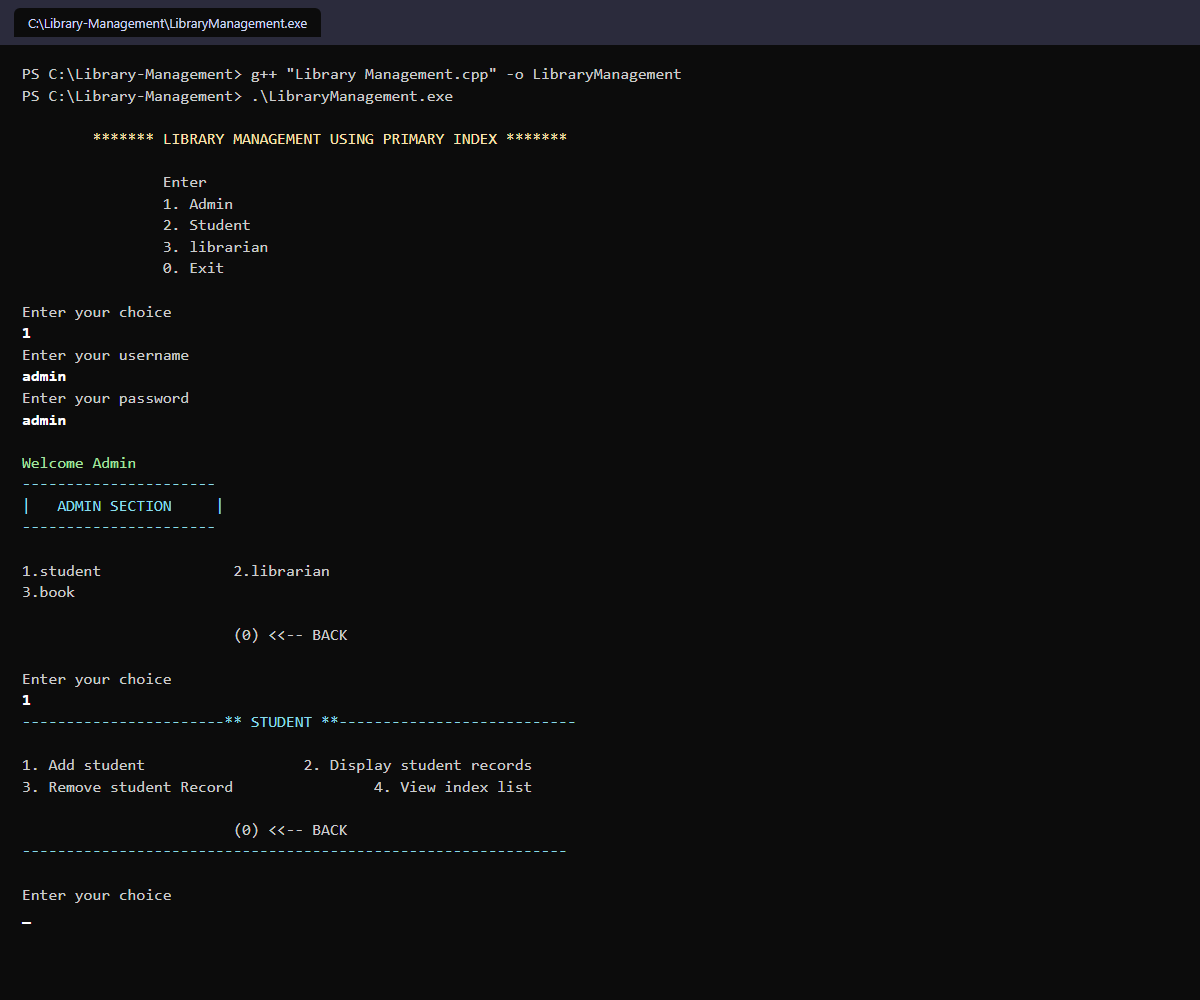 C:\Library-Management\LibraryManagement.exe
PS C:\Library-Management> g++ "Library Management.cpp" -o LibraryManagement
PS C:\Library-Management> .\LibraryManagement.exe
******* LIBRARY MANAGEMENT USING PRIMARY INDEX *******
Enter
1. Admin
2. Student
3. librarian
0. Exit
Enter your choice
1
Enter your username
admin
Enter your password
admin
Welcome Admin
----------------------
|   ADMIN SECTION     |
----------------------
1.student               2.librarian
3.book
(0) <<-- BACK
Enter your choice
1
-----------------------** STUDENT **---------------------------
1. Add student                  2. Display student records
3. Remove student Record                4. View index list
(0) <<-- BACK
--------------------------------------------------------------
Enter your choice
_